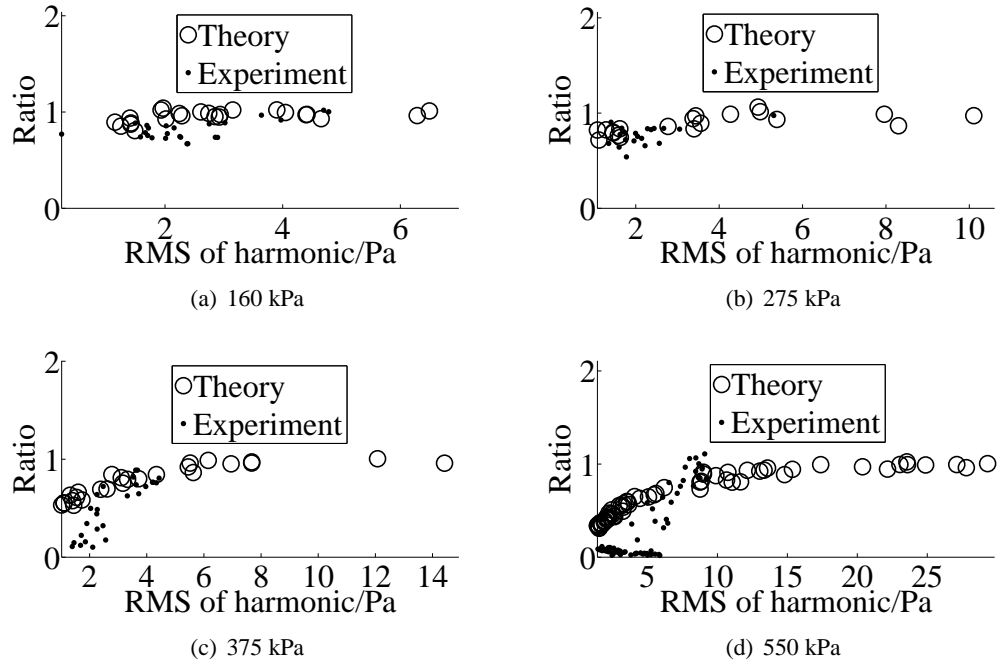 2
Theory
Experiment
Ratio
1
0
2 4 6
RMS of harmonic/Pa
(a) 160 kPa
2
Theory
Experiment
Ratio
1
0
2 4 6 8 10
RMS of harmonic/Pa
(b) 275 kPa
2
Theory
Experiment
Ratio
1
0
2 4 6 8 10 12 14
RMS of harmonic/Pa
(c) 375 kPa
2
Theory
Experiment
Ratio
1
0
5 10 15 20 25
RMS of harmonic/Pa
(d) 550 kPa